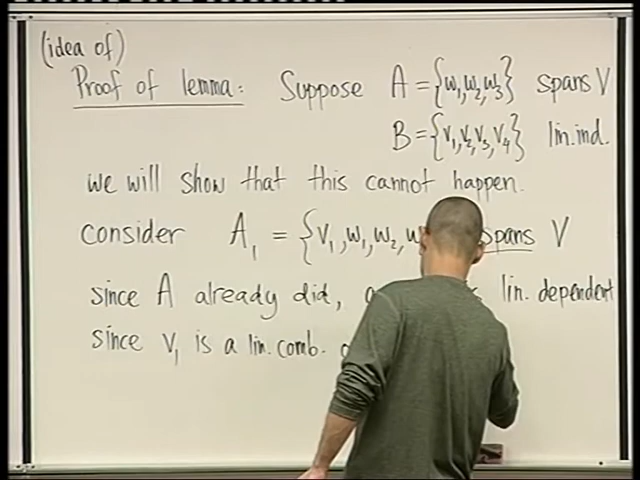 (idea of)
Proof of lemma: Suppose A = {w₁, w₂, w₃} spans V
B = {v₁, v₂, v₃, v₄} lin. ind.
we will show that this cannot happen.
consider A₁ = {v₁, w₁, w₂, spans V
since A already did, lin. dependent
since v₁ is a lin. comb.